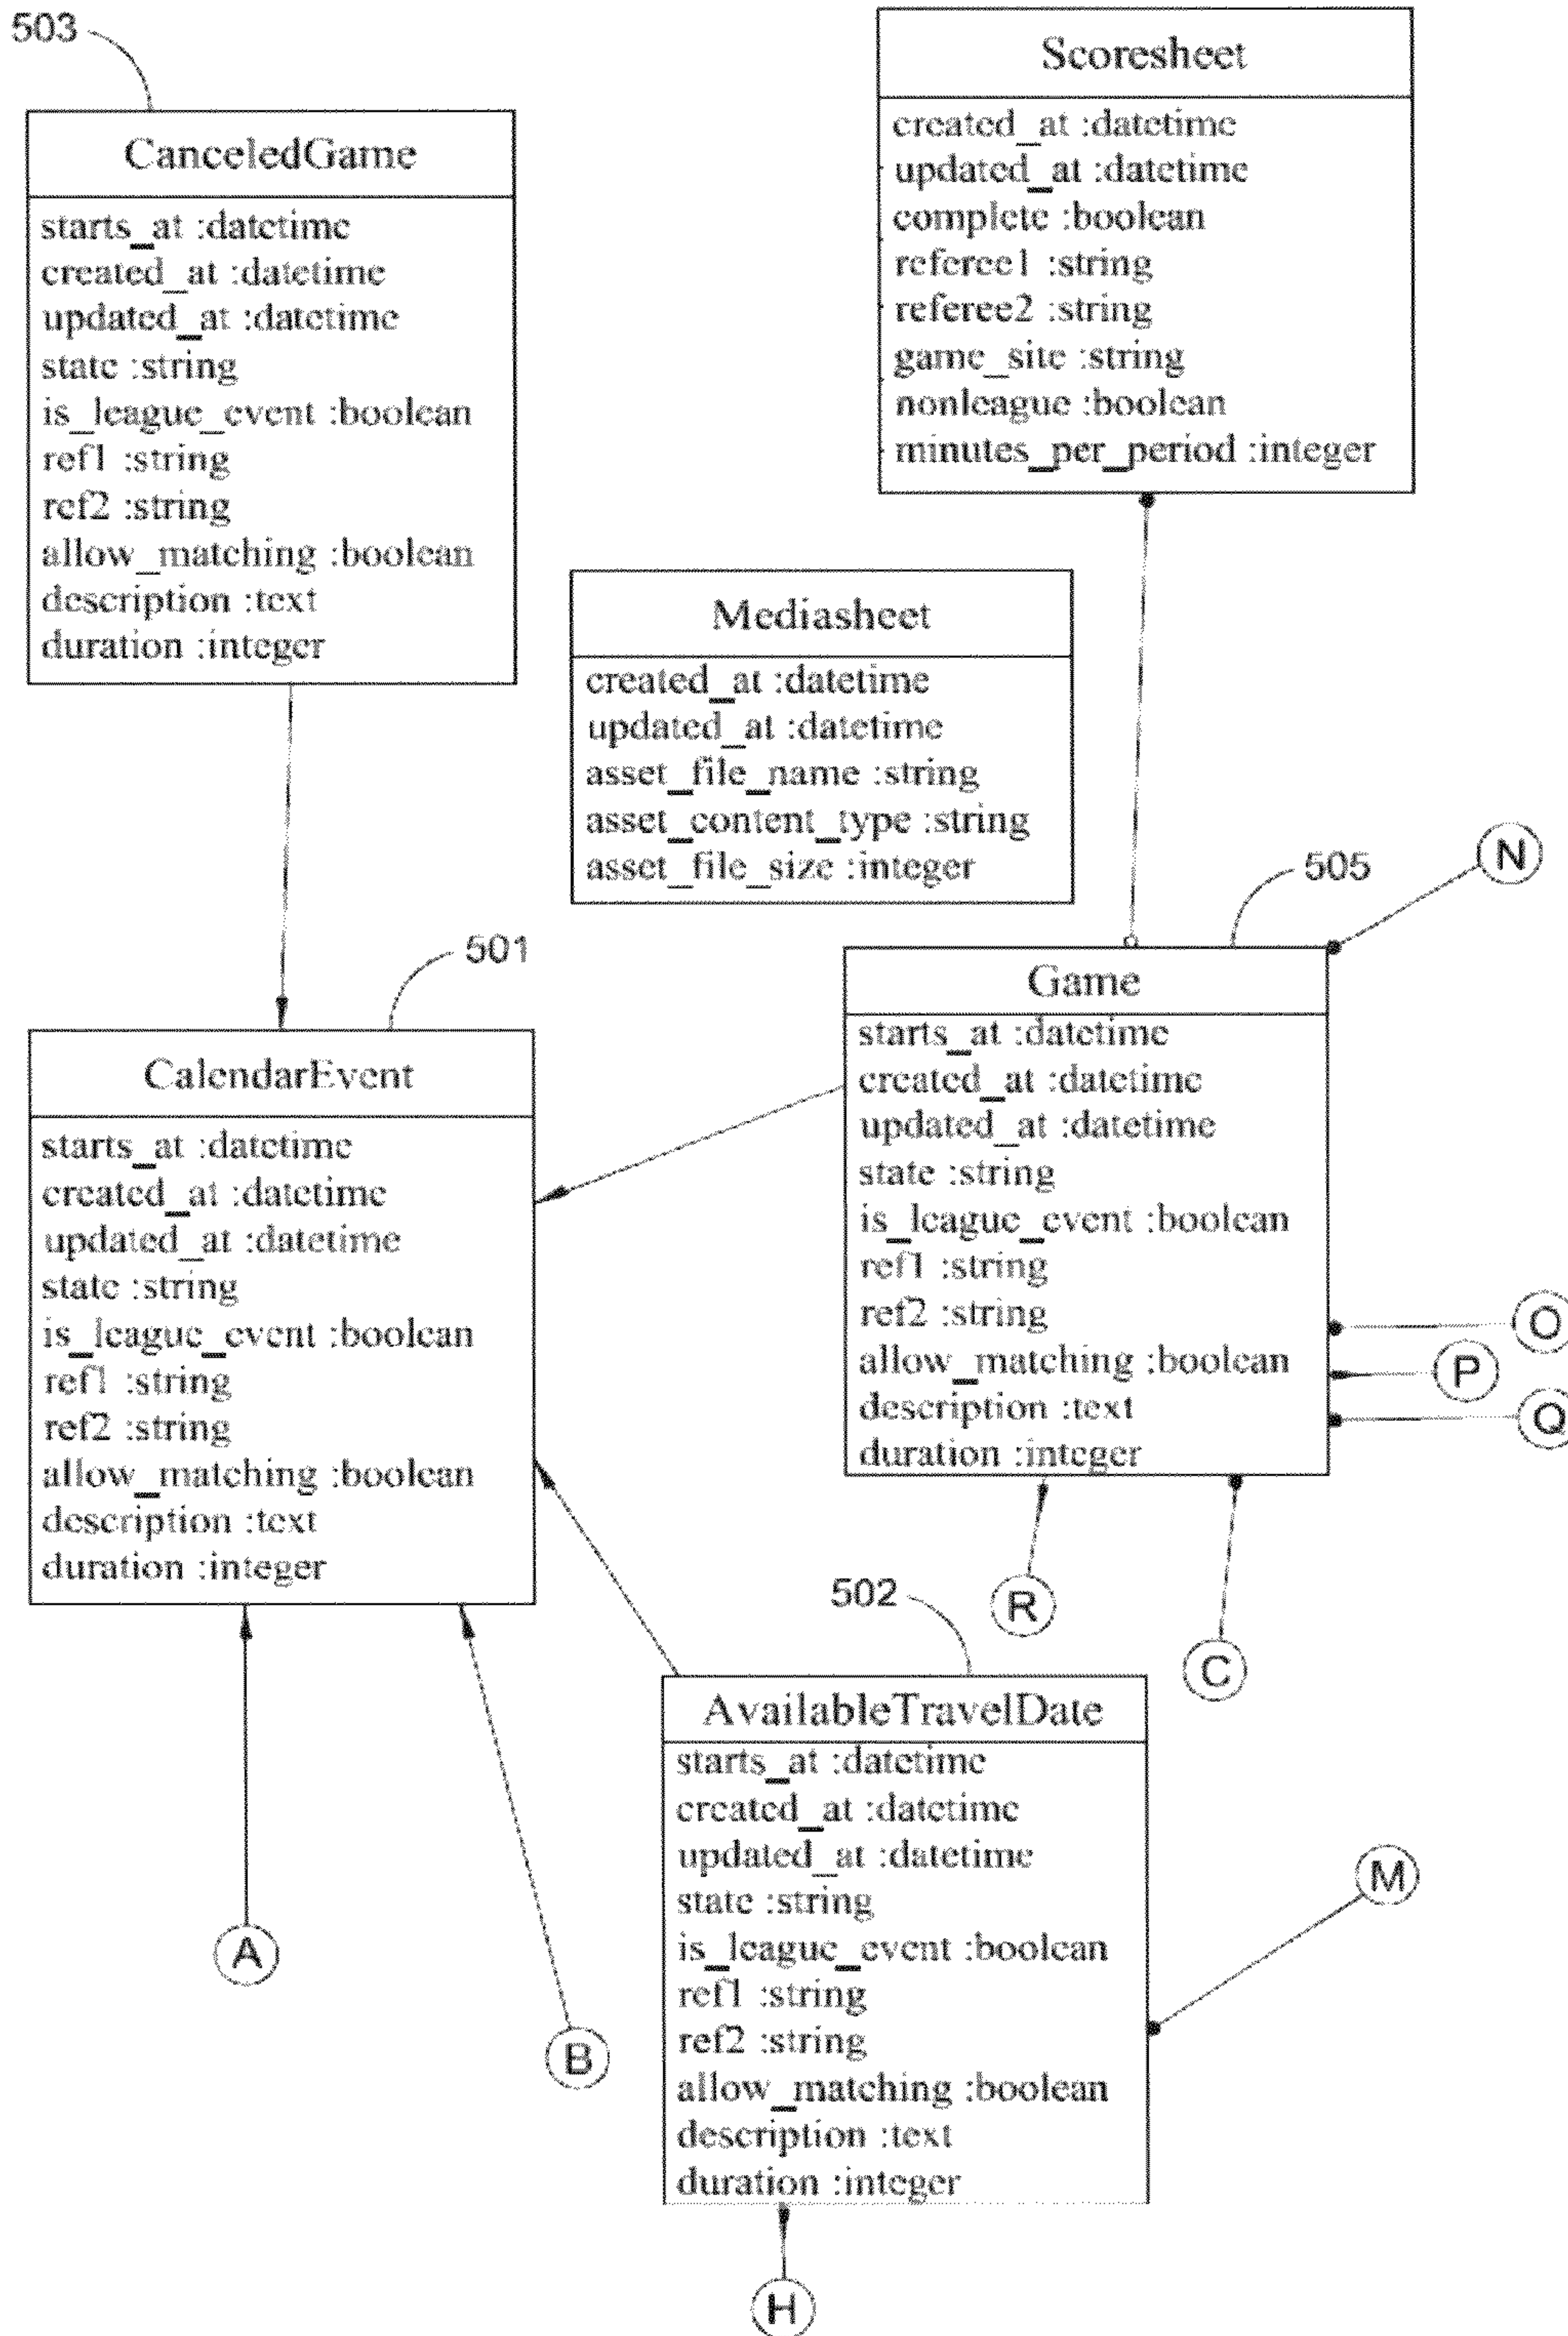 503
CanceledGame
starts_at :datetime
created_at :datetime
updated_at :datetime
state :string
is_league_event :boolean
ref1 :string
ref2 :string
allow_matching :boolean
description :text
duration :integer
Scoresheet
created_at :datetime
updated_at :datetime
complete :boolean
referee1 :string
referee2 :string
game_site :string
nonleague :boolean
minutes_per_period :integer
Mediasheet
created_at :datetime
updated_at :datetime
asset_file_name :string
asset_content_type :string
asset_file_size :integer
501
CalendarEvent
starts_at :datetime
created_at :datetime
updated_at :datetime
state :string
is_league_event :boolean
ref1 :string
ref2 :string
allow_matching :boolean
description :text
duration :integer
505
N
Game
starts_at :datetime
created_at :datetime
updated_at :datetime
state :string
is_league_event :boolean
ref1 :string
ref2 :string
allow_matching :boolean
description :text
duration :integer
O
P
Q
R
C
502
AvailableTravelDate
starts_at :datetime
created_at :datetime
updated_at :datetime
state :string
is_league_event :boolean
ref1 :string
ref2 :string
allow_matching :boolean
description :text
duration :integer
M
A
B
H